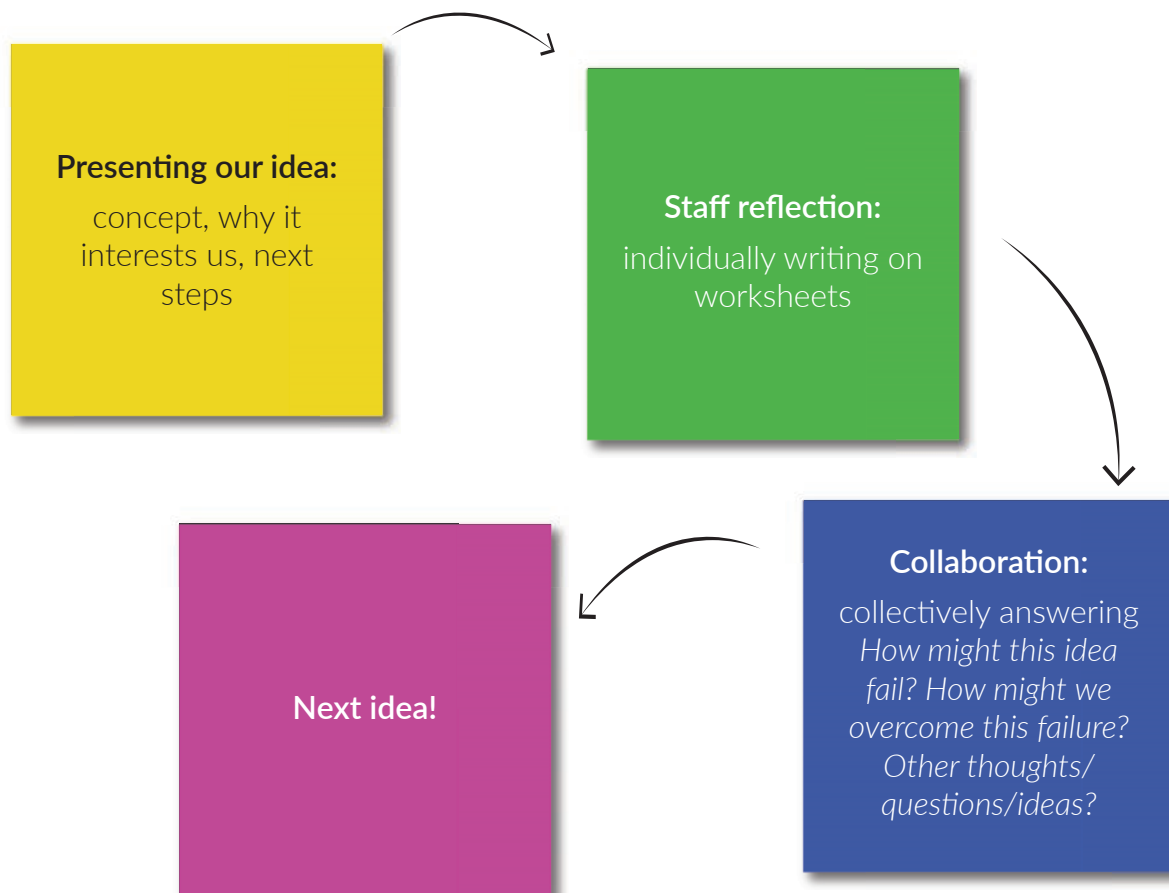 Presenting our idea:
concept, why it
interests us, next
steps
Staff reflection:
individually writing on
worksheets
Collaboration:
collectively answering
How might this idea
fail? How might we
overcome this failure?
Other thoughts/
questions/ideas?
Next idea!